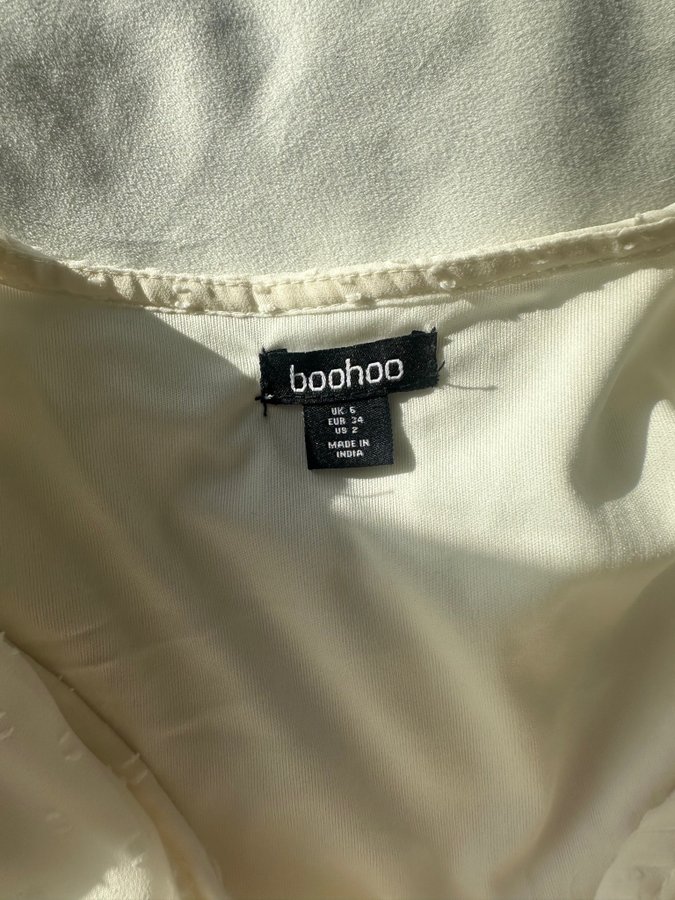 boohoo
UK 6
EUR 34
US 2
MADE IN
INDIA